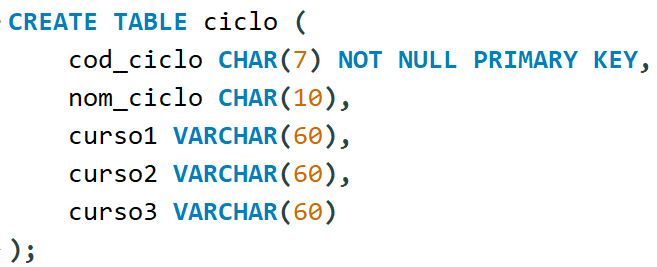 CREATE TABLE ciclo (
    cod_ciclo CHAR(7) NOT NULL PRIMARY KEY,
    nom_ciclo CHAR(10),
    curso1 VARCHAR(60),
    curso2 VARCHAR(60),
    curso3 VARCHAR(60)
);